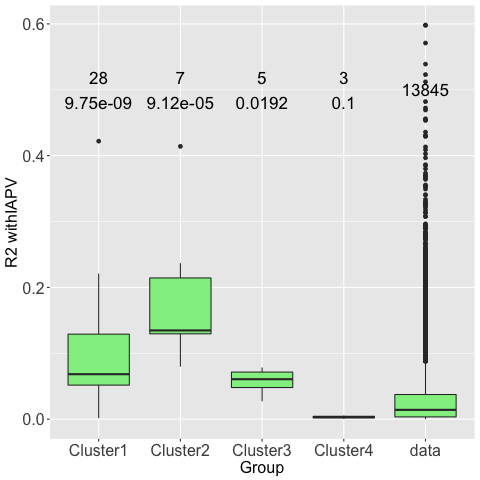 0.6
28 7 5 3 13845
9.75e-09 9.12e-05 0.0192 0.1
0.4
R2 withIAPV
0.2
0.0
Cluster1 Cluster2 Cluster3 Cluster4 data
Group